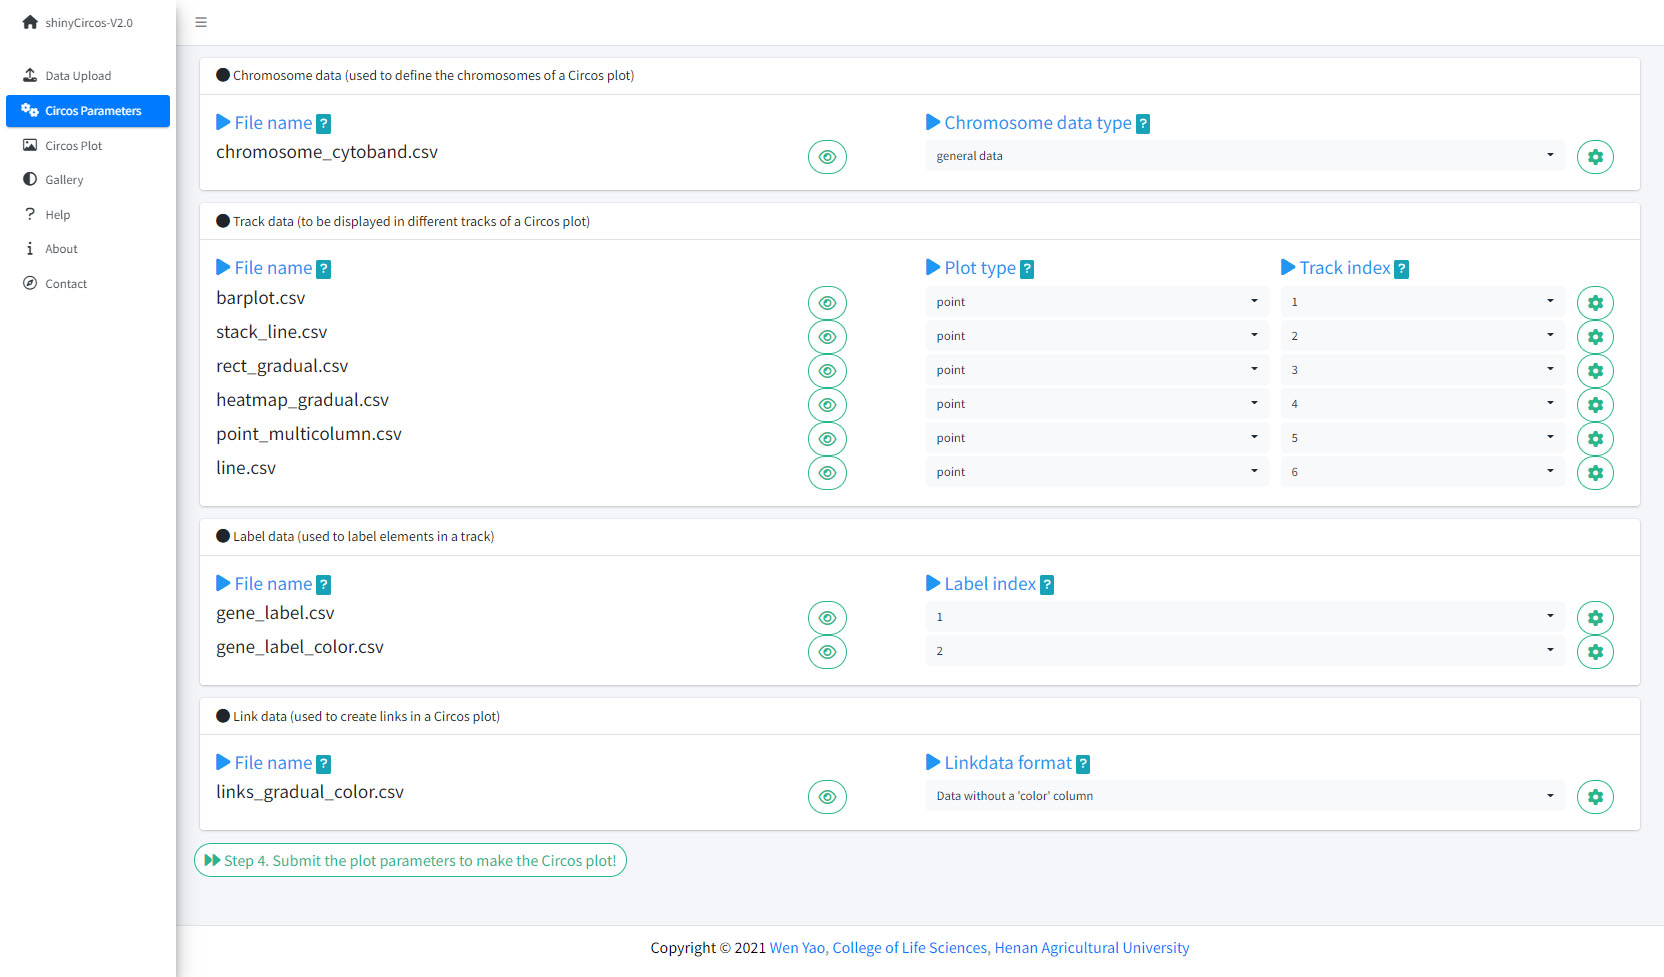 shinyCircos-V2.0
Data Upload
Circos Parameters
Circos Plot
Gallery
Help
About
Contact
Chromosome data (used to define the chromosomes of a Circos plot)
File name ? Chromosome data type ?
chromosome_cytoband.csv general data
Track data (to be displayed in different tracks of a Circos plot)
File name ? Plot type ? Track index ?
barplot.csv point 1
stack_line.csv point 2
rect_gradual.csv point 3
heatmap_gradual.csv point 4
point_multicolumn.csv point 5
line.csv point 6
Label data (used to label elements in a track)
File name ? Label index ?
gene_label.csv 1
gene_label_color.csv 2
Link data (used to create links in a Circos plot)
File name ? Linkdata format ?
links_gradual_color.csv Data without a 'color' column
Step 4. Submit the plot parameters to make the Circos plot!
Copyright © 2021 Wen Yao, College of Life Sciences, Henan Agricultural University